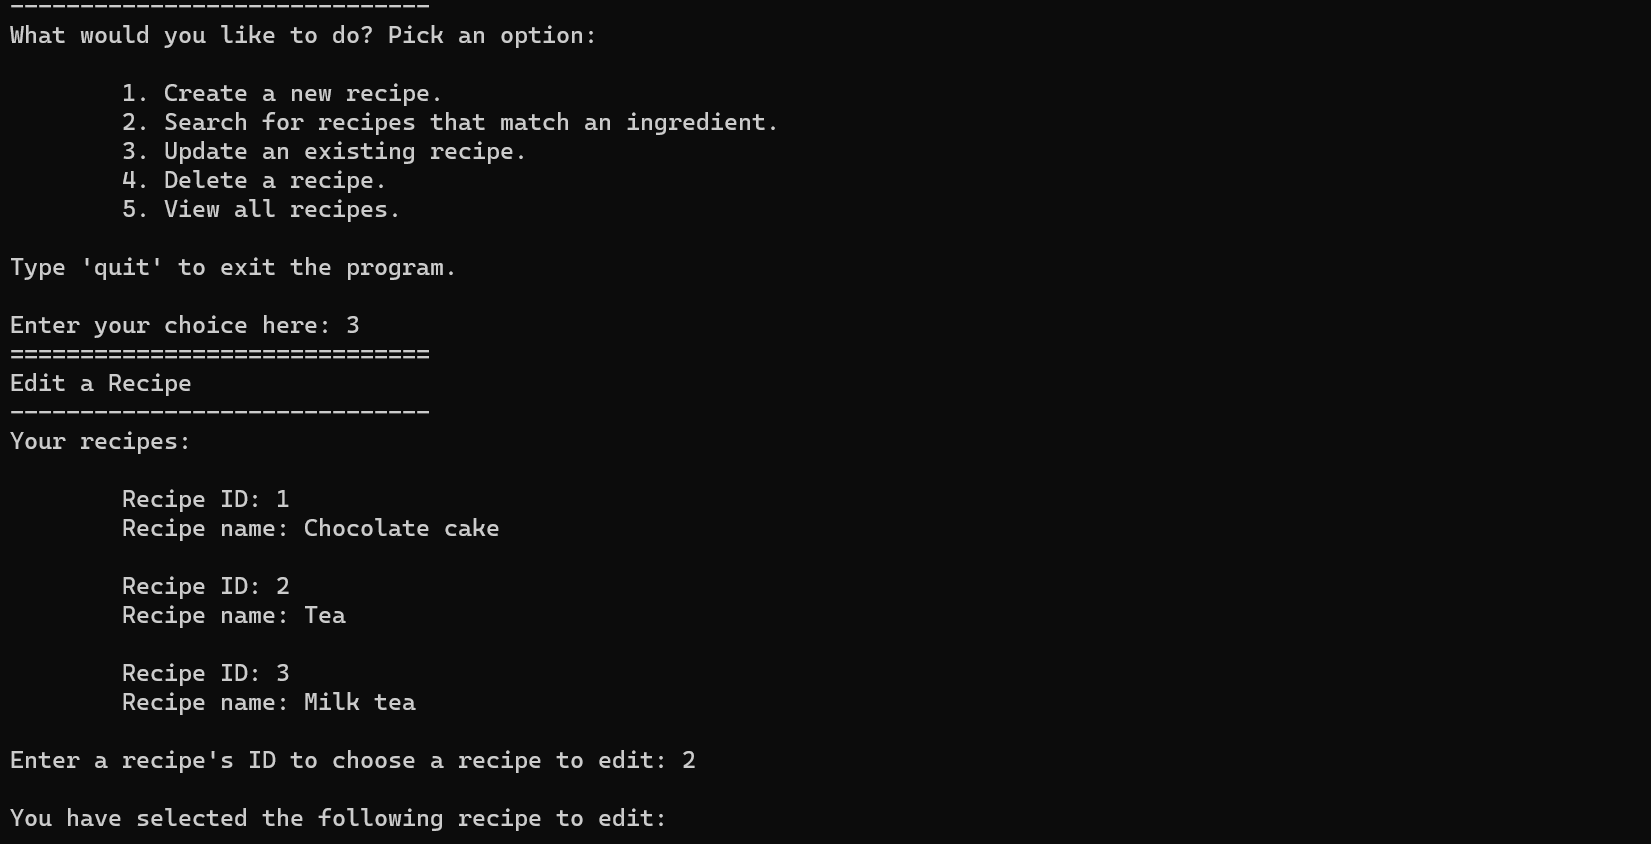 ------------------------------
What would you like to do? Pick an option:
1. Create a new recipe.
2. Search for recipes that match an ingredient.
3. Update an existing recipe.
4. Delete a recipe.
5. View all recipes.
Type 'quit' to exit the program.
Enter your choice here: 3
==============================
Edit a Recipe
------------------------------
Your recipes:
Recipe ID: 1
Recipe name: Chocolate cake
Recipe ID: 2
Recipe name: Tea
Recipe ID: 3
Recipe name: Milk tea
Enter a recipe's ID to choose a recipe to edit: 2
You have selected the following recipe to edit: